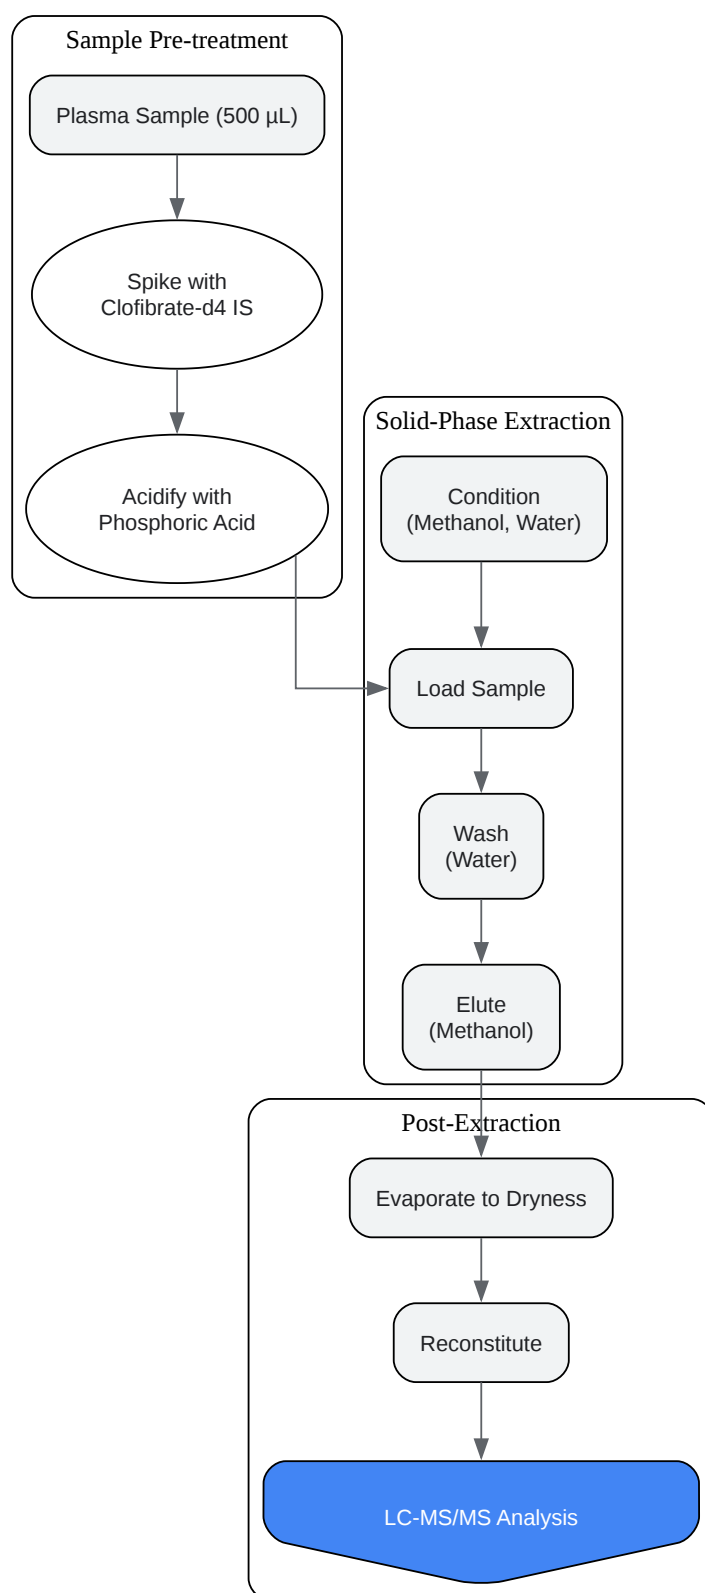 Sample Pre-treatment
Plasma Sample (500 µL)
Spike with
Clofibrate-d4 IS
Acidify with
Phosphoric Acid
Solid-Phase Extraction
Condition
(Methanol, Water)
Load Sample
Wash
(Water)
Elute
(Methanol)
Post-Extraction
Evaporate to Dryness
Reconstitute
LC-MS/MS Analysis